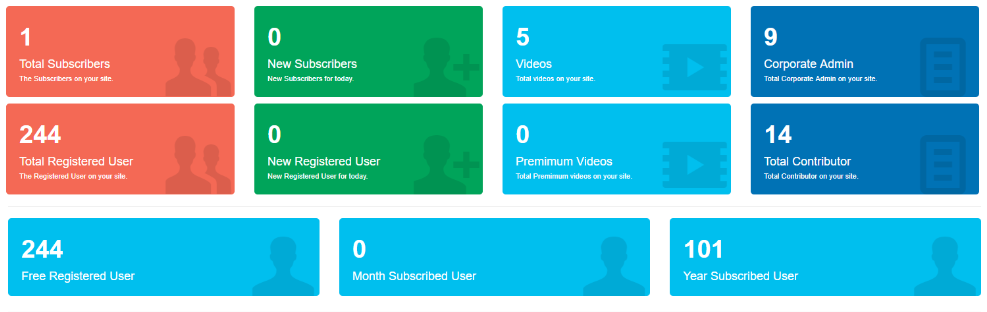 1
Total Subscribers
The Subscribers on your site.
0
New Subscribers
New Subscribers for today.
5
Videos
Total videos on your site.
9
Corporate Admin
Total Corporate Admin on your site.
244
Total Registered User
The Registered User on your site.
0
New Registered User
New Registered User for today.
0
Premimum Videos
Total Premimum videos on your site.
14
Total Contributor
Total Contributor on your site.
244
Free Registered User
0
Month Subscribed User
101
Year Subscribed User